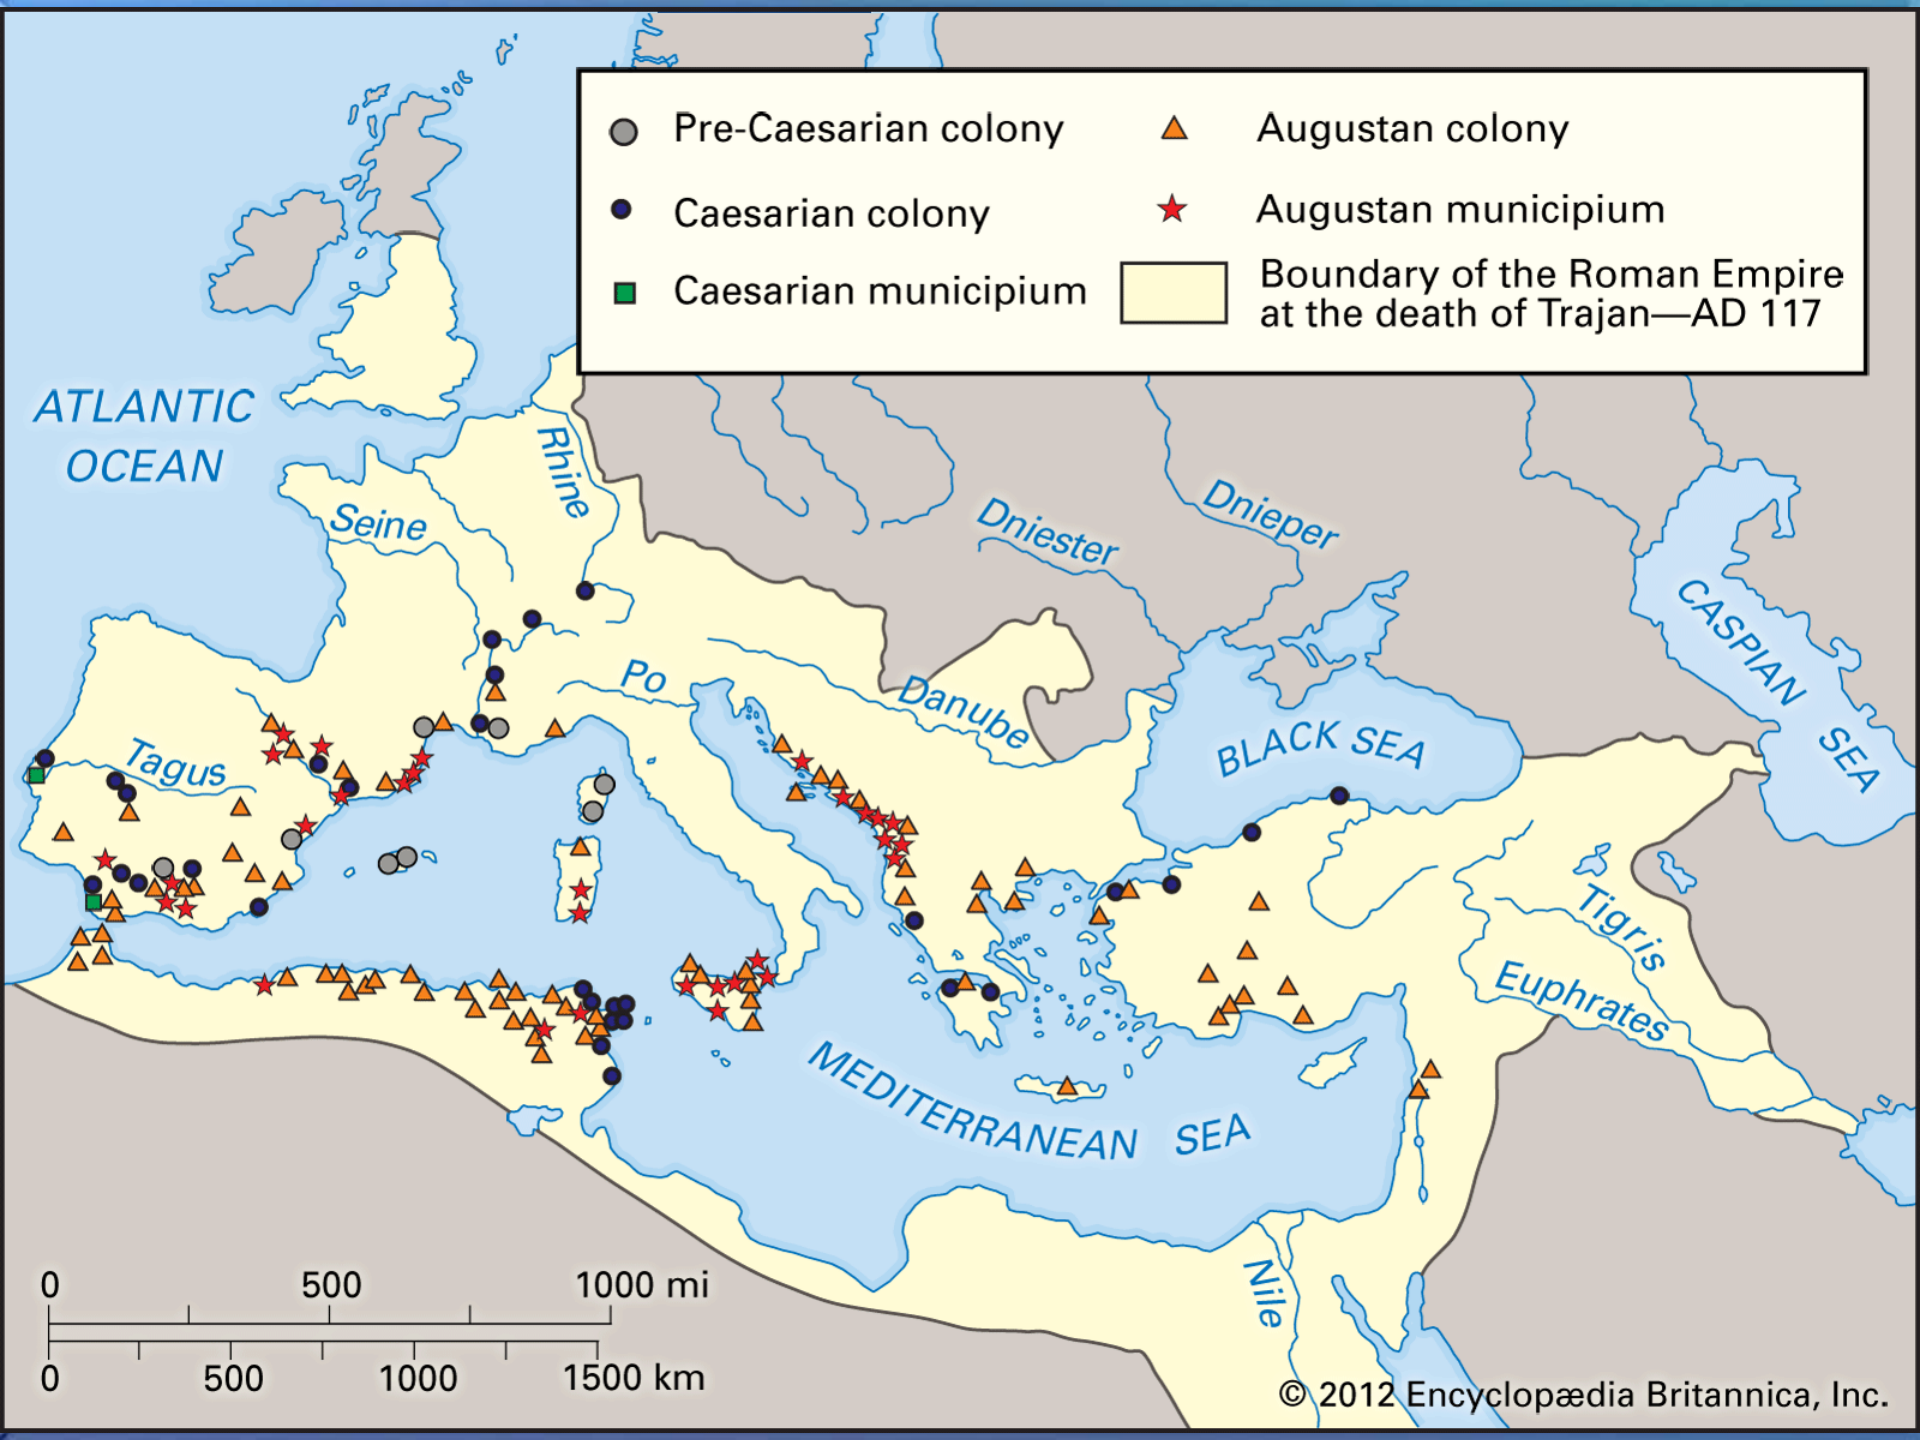 Pre-Caesarian colony
Caesarian colony
Caesarian municipium
Augustan colony
Augustan municipium
Boundary of the Roman Empire
at the death of Trajan—AD 117
ATLANTIC
OCEAN
Rhine
Seine
Dniester
Dnieper
CASPIAN SEA
Po
Danube
BLACK SEA
Tagus
Tigris
Euphrates
MEDITERRANEAN SEA
Nile
0 500 1000 mi
0 500 1000 1500 km
© 2012 Encyclopædia Britannica, Inc.